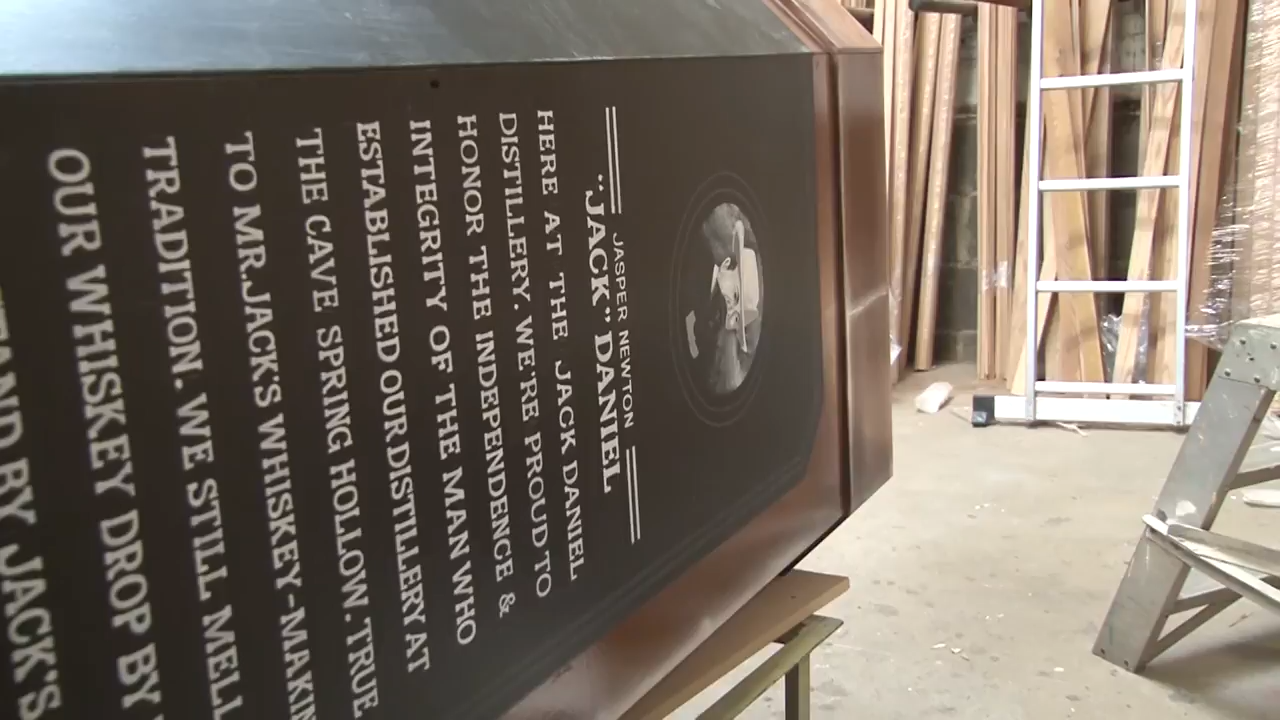 JASPER NEWTON
"JACK" DANIEL
HERE AT THE JACK DANIEL
DISTILLERY, WE'RE PROUD TO
HONOR THE INDEPENDENCE &
INTEGRITY OF THE MAN WHO
ESTABLISHED OUR DISTILLERY AT
THE CAVE SPRING HOLLOW. TRUE
TO MR.JACK'S WHISKEY-MAKIN
TRADITION. WE STILL MELL
OUR WHISKEY DROP BY
TAND BY JACK'S